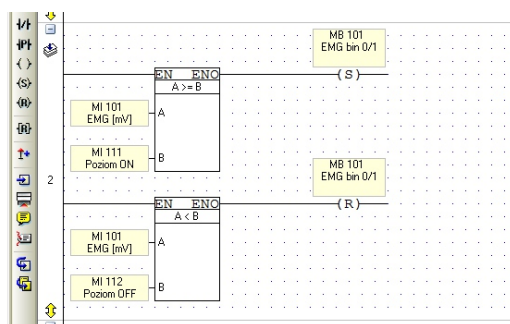 MB 101
EMG bin 0/1
EN ENO
(S)
A >= B
MI 101
EMG [mV]
A
MI 111
Poziom ON
B
2
MB 101
EMG bin 0/1
EN ENO
(R)
A < B
MI 101
EMG [mV]
A
MI 112
Poziom OFF
B
P
( )
(S)
(R)
(R)